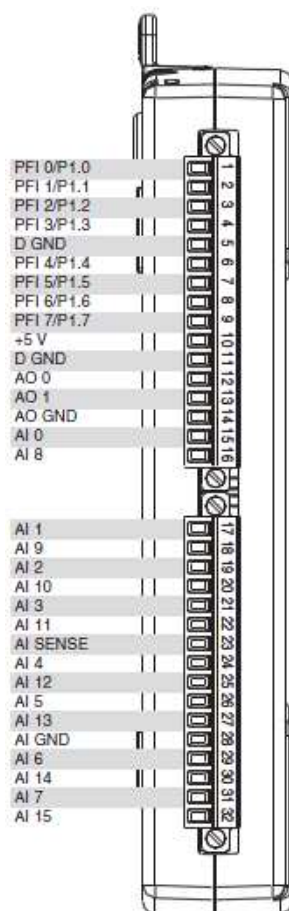 PFI 0/P1.0 1
PFI 1/P1.1 2
PFI 2/P1.2 3
PFI 3/P1.3 4
D GND 5
PFI 4/P1.4 6
PFI 5/P1.5 7
PFI 6/P1.6 8
PFI 7/P1.7 9
+5 V 10
D GND 11
AO 0 12
AO 1 13
AO GND 14
AI 0 15
AI 8 16
AI 1 17
AI 9 18
AI 2 19
AI 10 20
AI 3 21
AI 11 22
AI SENSE 23
AI 4 24
AI 12 25
AI 5 26
AI 13 27
AI GND 28
AI 6 29
AI 14 30
AI 7 31
AI 15 32